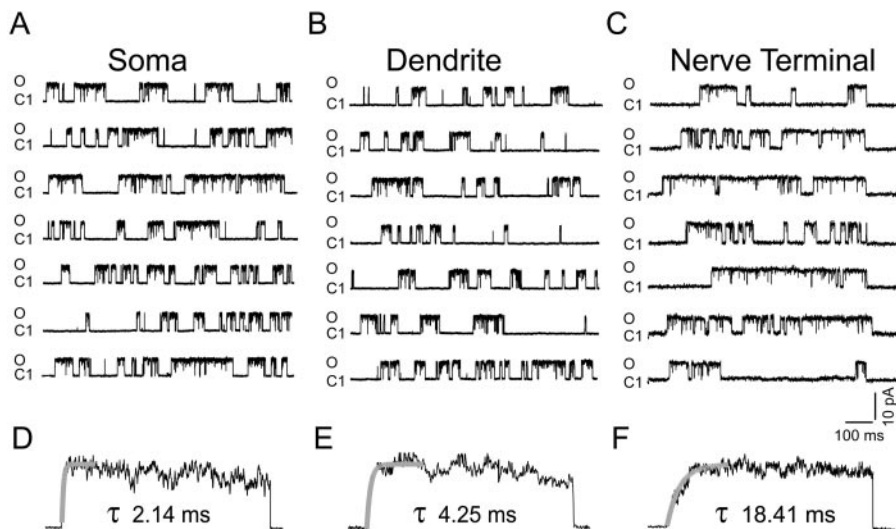 A
Soma
O
C1
O
C1
O
C1
O
C1
O
C1
O
C1
O
C1
B
Dendrite
O
C1
O
C1
O
C1
O
C1
O
C1
O
C1
O
C1
C
Nerve Terminal
O
C1
O
C1
O
C1
O
C1
O
C1
O
C1
O
C1
10 pA
100 ms
D
τ 2.14 ms
E
τ 4.25 ms
F
τ 18.41 ms